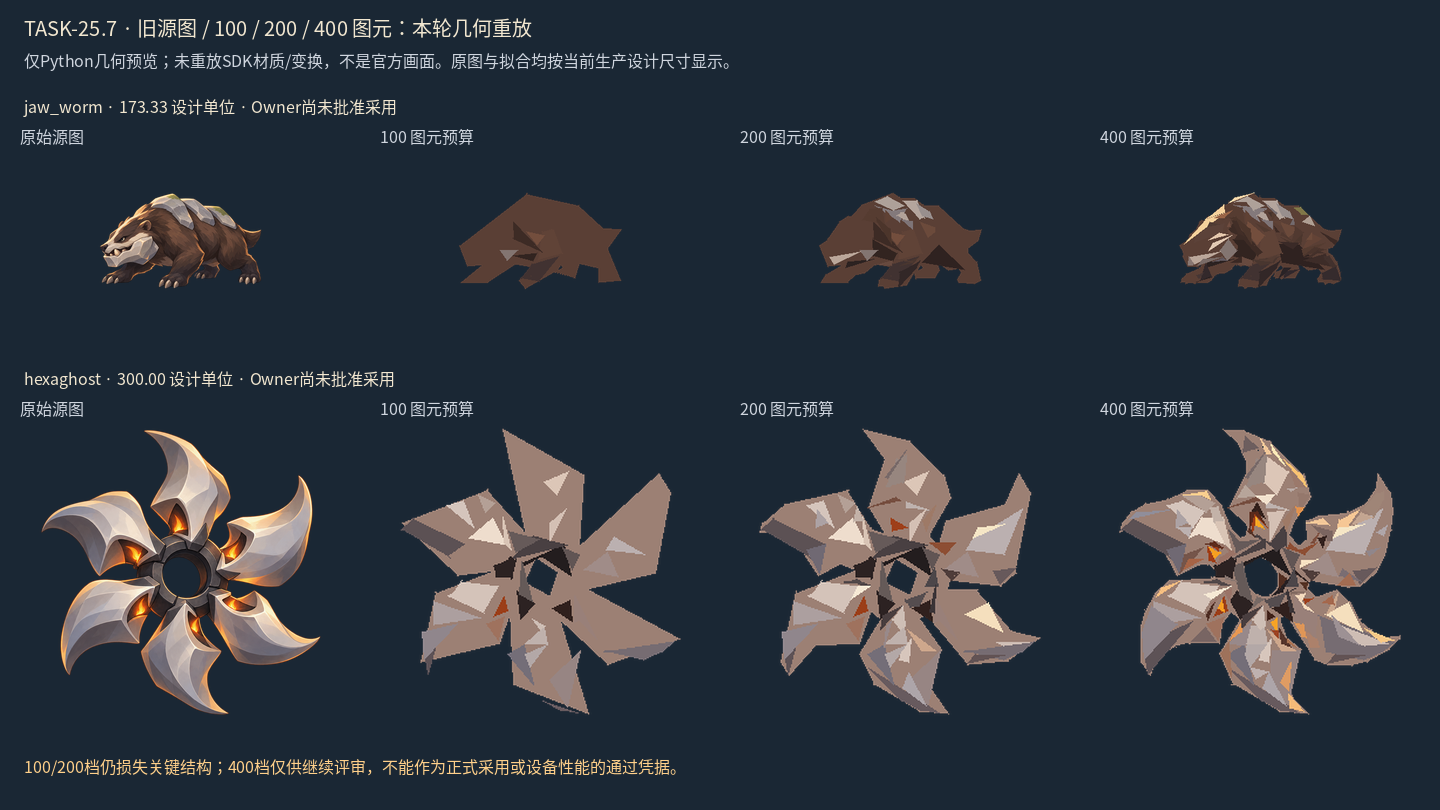 TASK-25.7 · 旧源图 / 100 / 200 / 400 图元：本轮几何重放
仅Python几何预览；未重放SDK材质/变换，不是官方画面。原图与拟合均按当前生产设计尺寸显示。
jaw_worm · 173.33 设计单位 · Owner尚未批准采用
原始源图 100 图元预算 200 图元预算 400 图元预算
hexaghost · 300.00 设计单位 · Owner尚未批准采用
原始源图 100 图元预算 200 图元预算 400 图元预算
100/200档仍损失关键结构；400档仅供继续评审，不能作为正式采用或设备性能的通过凭据。